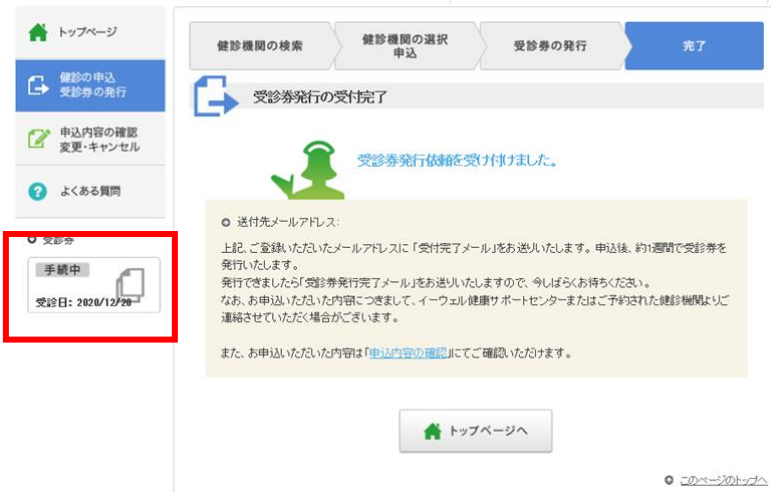 トップページ
健診の申込
受診券の発行
申込内容の確認
変更・キャンセル
よくある質問
受診券
手続中
受診日: 2020/12/20
健診機関の検索
健診機関の選択
申込
受診券の発行
完了
受診券発行の受付完了
受診券発行依頼を受け付けました。
送付先メールアドレス:
上記、ご登録いただいたメールアドレスに「受付完了メール」をお送りいたします。申込後、約1週間で受診券を
発行いたします。
発行できましたら「受診券発行完了メール」をお送りいたしますので、今しばらくお待ちください。
なお、お申込いただいた内容につきまして、イーウェル健康サポートセンターまたはご予約された健診機関よりご
連絡させていただく場合がございます。
また、お申込いただいた内容は「申込内容の確認」にてご確認いただけます。
トップページへ
このページのトップへ